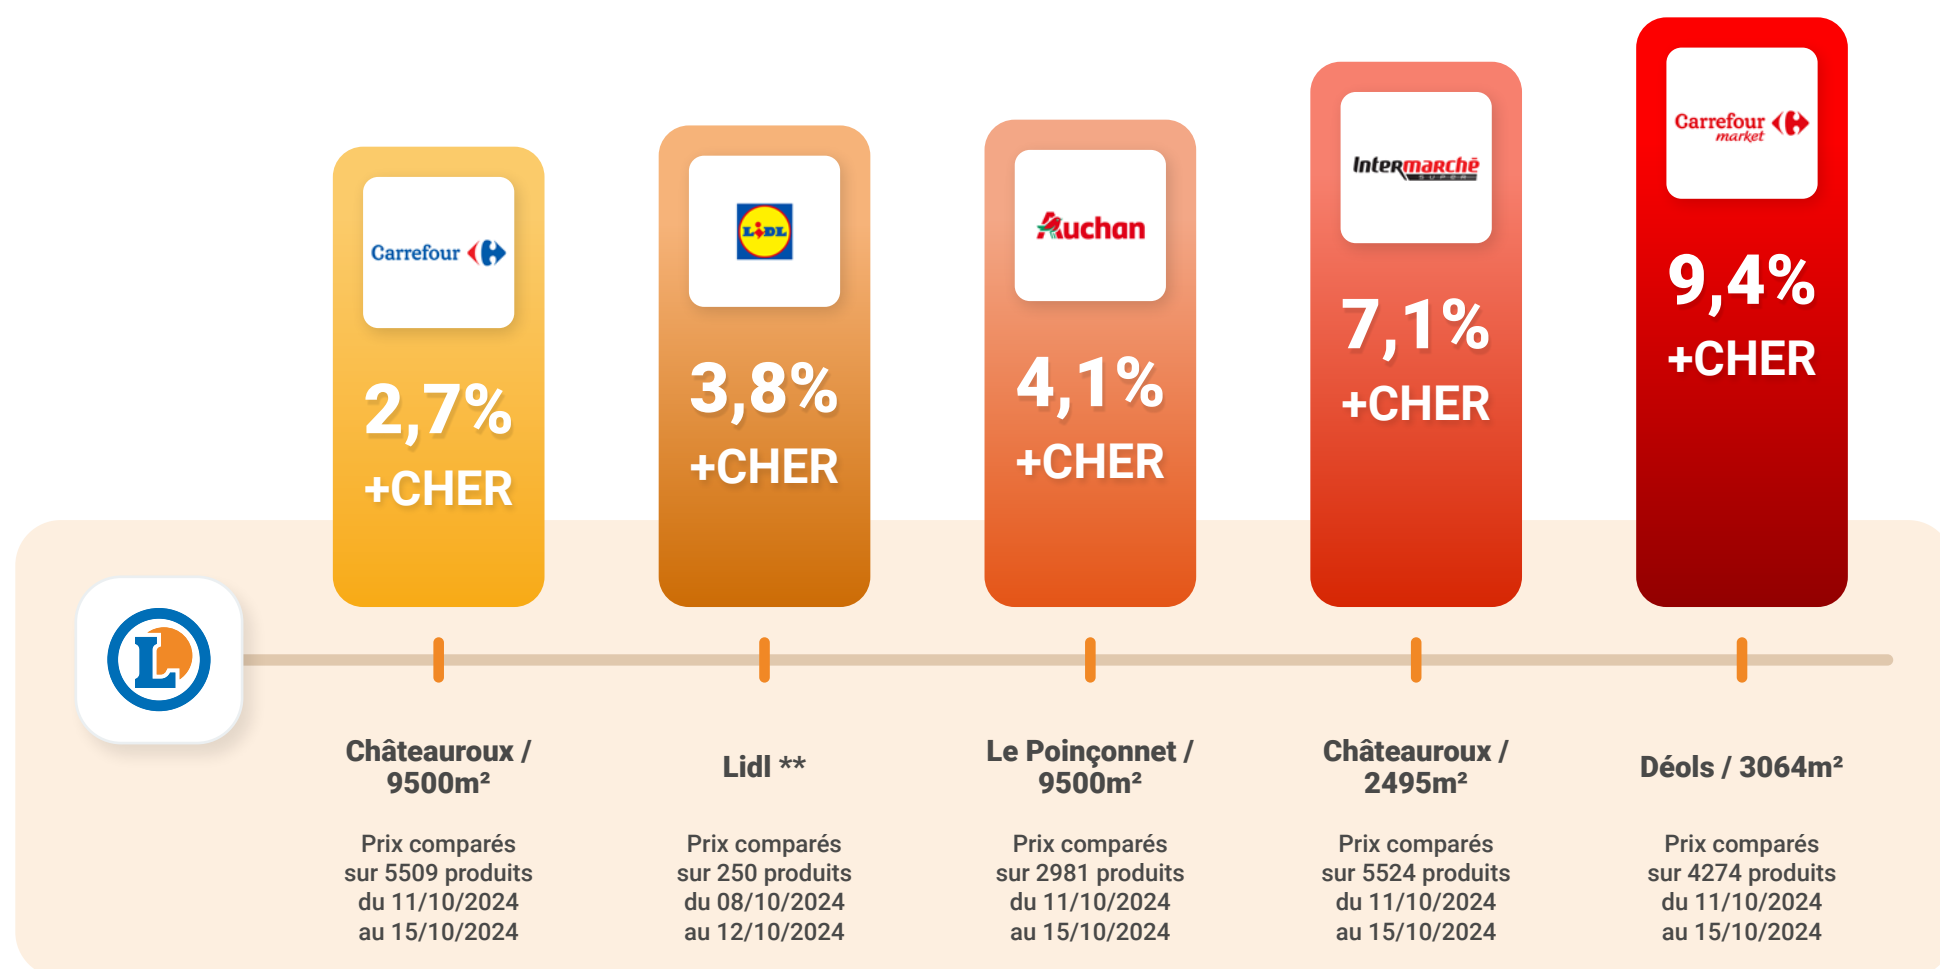 Carrefour
2,7%
+CHER
LIDL
3,8%
+CHER
Auchan
4,1%
+CHER
Intermarchē
SUPER
7,1%
+CHER
Carrefour
market
9,4%
+CHER
L
Châteauroux /
9500m²
Prix comparés
sur 5509 produits
du 11/10/2024
au 15/10/2024
Lidl **
Prix comparés
sur 250 produits
du 08/10/2024
au 12/10/2024
Le Poinçonnet /
9500m²
Prix comparés
sur 2981 produits
du 11/10/2024
au 15/10/2024
Châteauroux /
2495m²
Prix comparés
sur 5524 produits
du 11/10/2024
au 15/10/2024
Déols / 3064m²
Prix comparés
sur 4274 produits
du 11/10/2024
au 15/10/2024